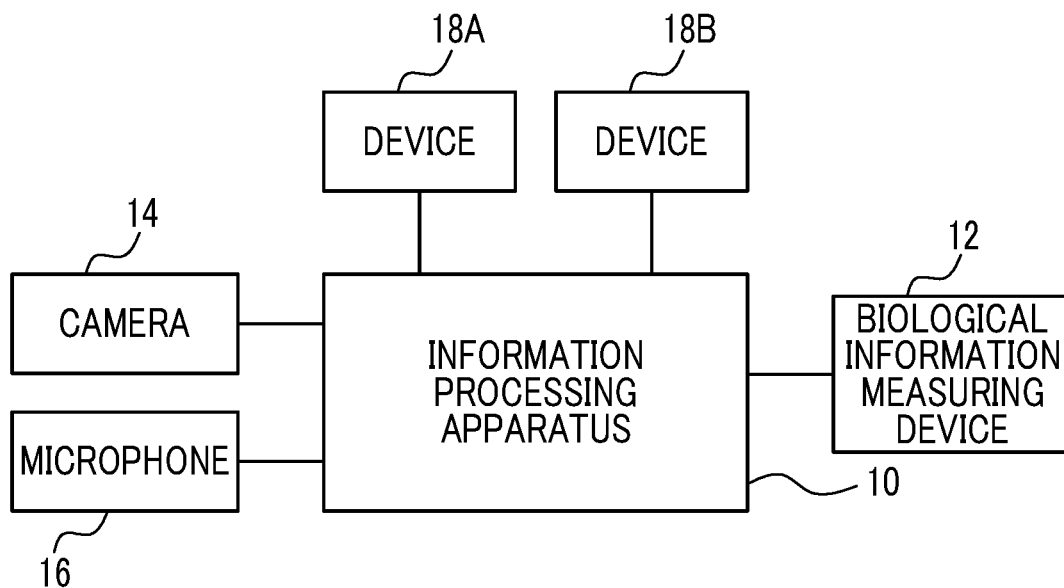 18A
18B
DEVICE
DEVICE
14
12
CAMERA
INFORMATION
PROCESSING
APPARATUS
BIOLOGICAL
INFORMATION
MEASURING
DEVICE
MICROPHONE
10
16